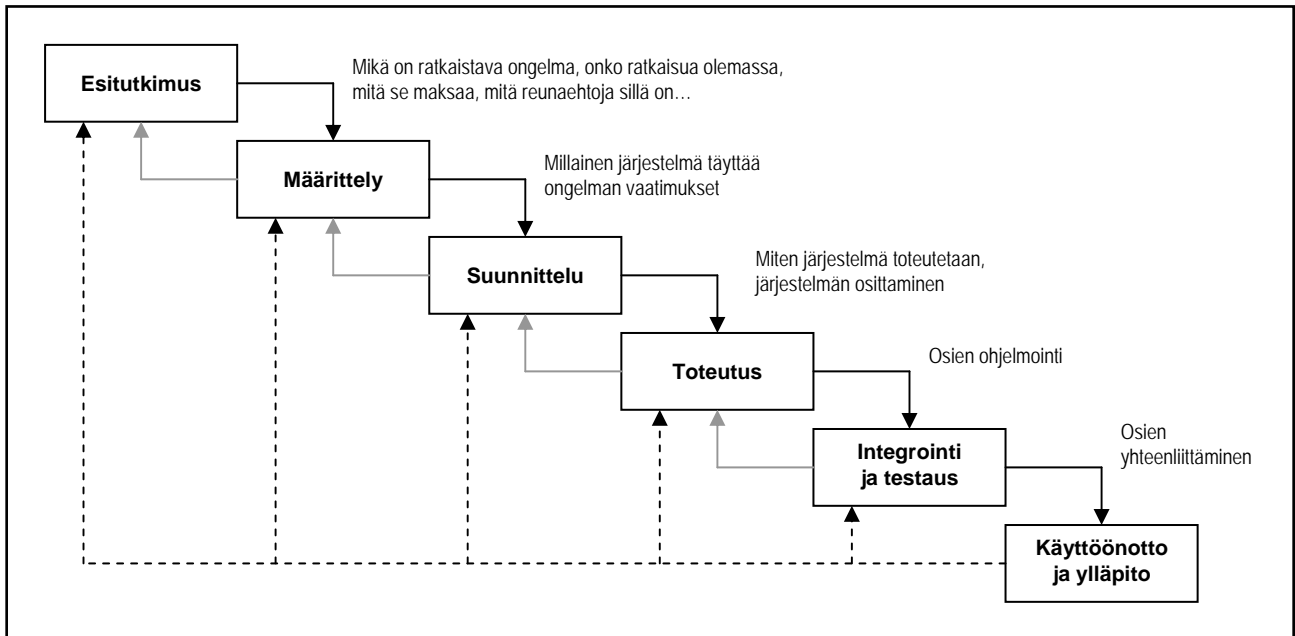 Esitutkimus
Mikä on ratkaistava ongelma, onko ratkaisua olemassa,
mitä se maksaa, mitä reunaehtoja sillä on…
Määrittely
Millainen järjestelmä täyttää
ongelman vaatimukset
Suunnittelu
Miten järjestelmä toteutetaan,
järjestelmän osittaminen
Toteutus
Osien ohjelmointi
Integrointi
ja testaus
Osien
yhteenliittäminen
Käyttöönotto
ja ylläpito